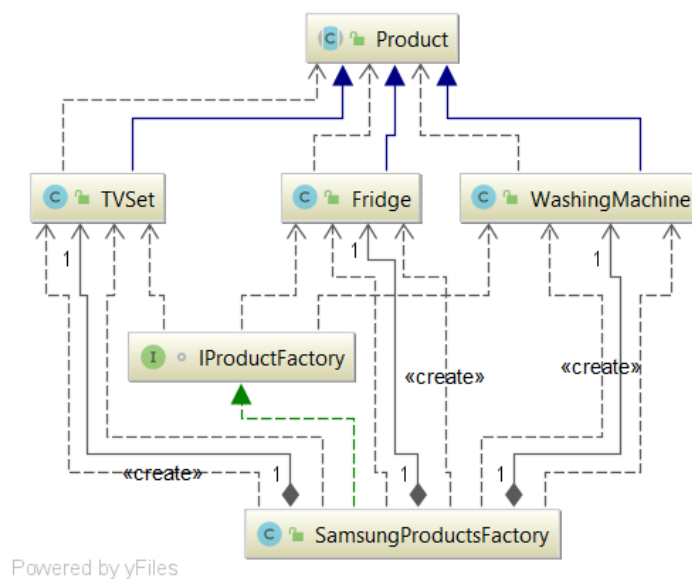 C Product
C TVSet
C Fridge
C WashingMachine
1
1
1
I IProductFactory
«create»
«create»
«create»
1
1
1
C SamsungProductsFactory
Powered by yFiles